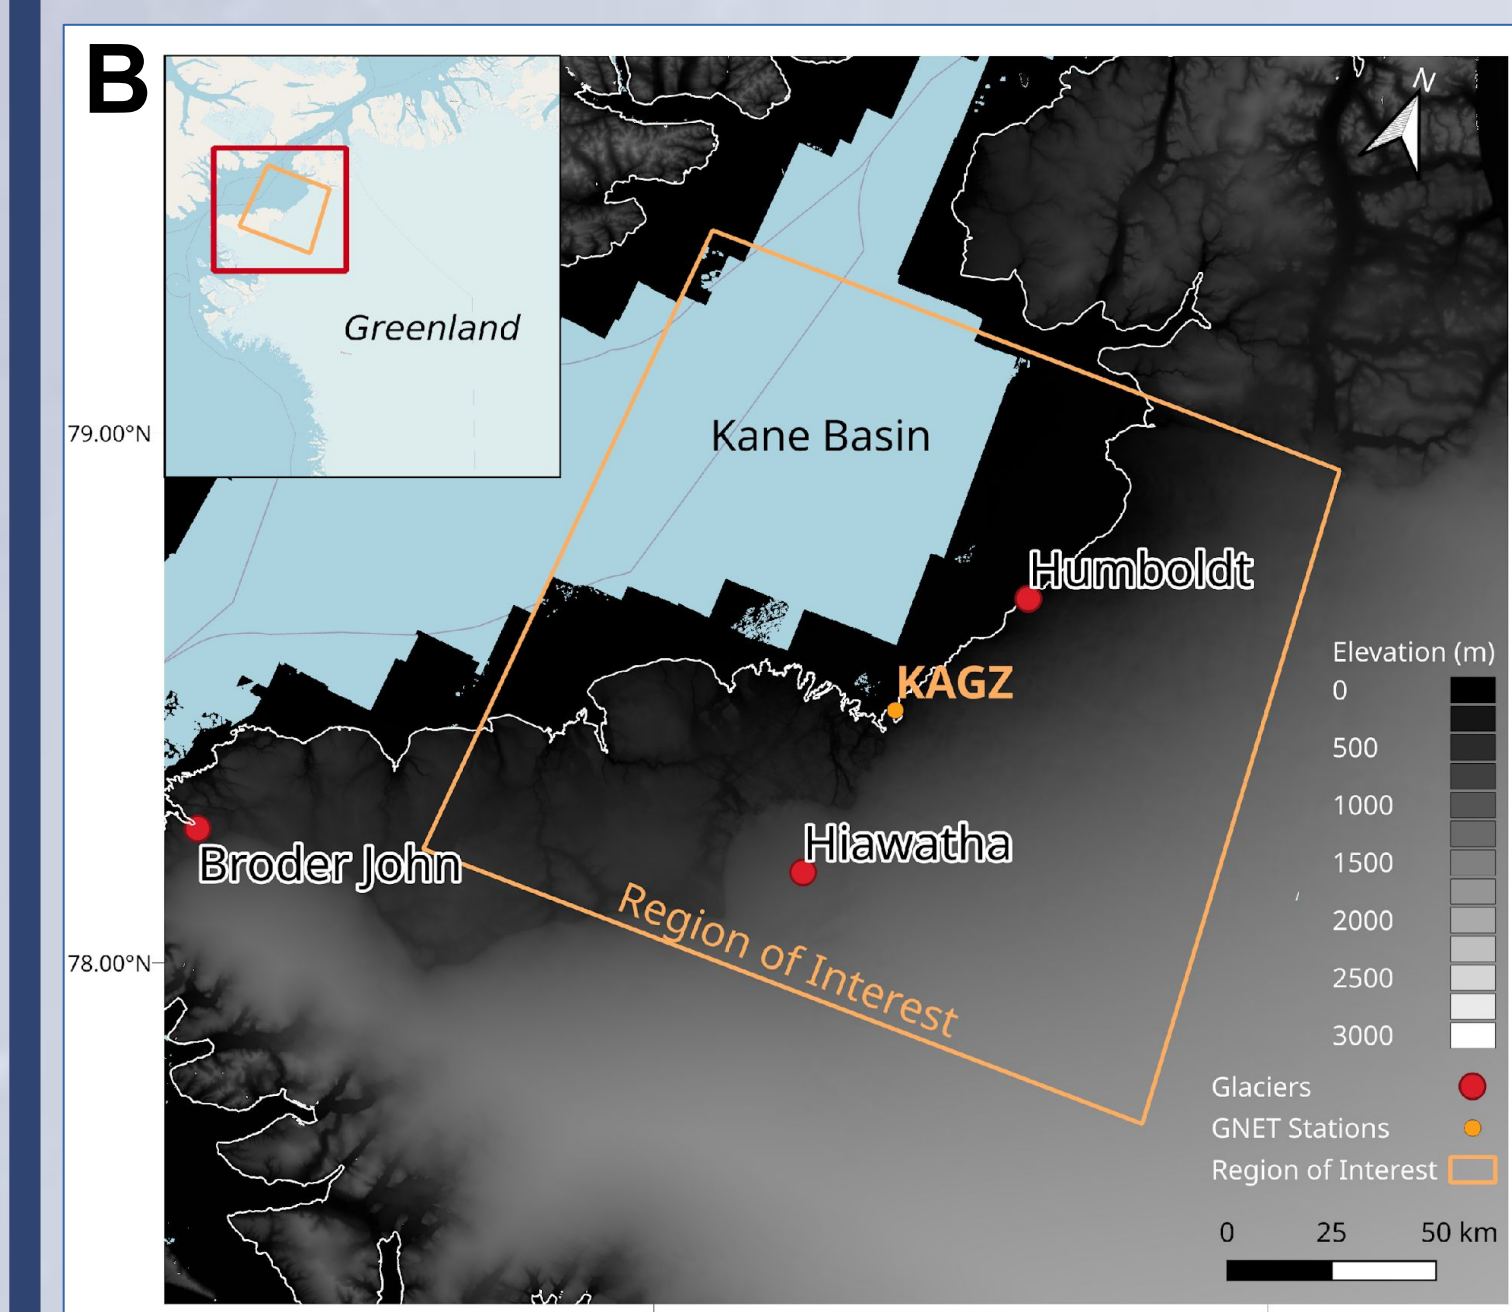 B
N
Greenland
79.00°N
Kane Basin
Humboldt
KAGZ
Elevation (m)
0
500
1000
1500
2000
2500
3000
Broder John
Hiawatha
Region of Interest
78.00°N
Glaciers
GNET Stations
Region of Interest
0 25 50 km